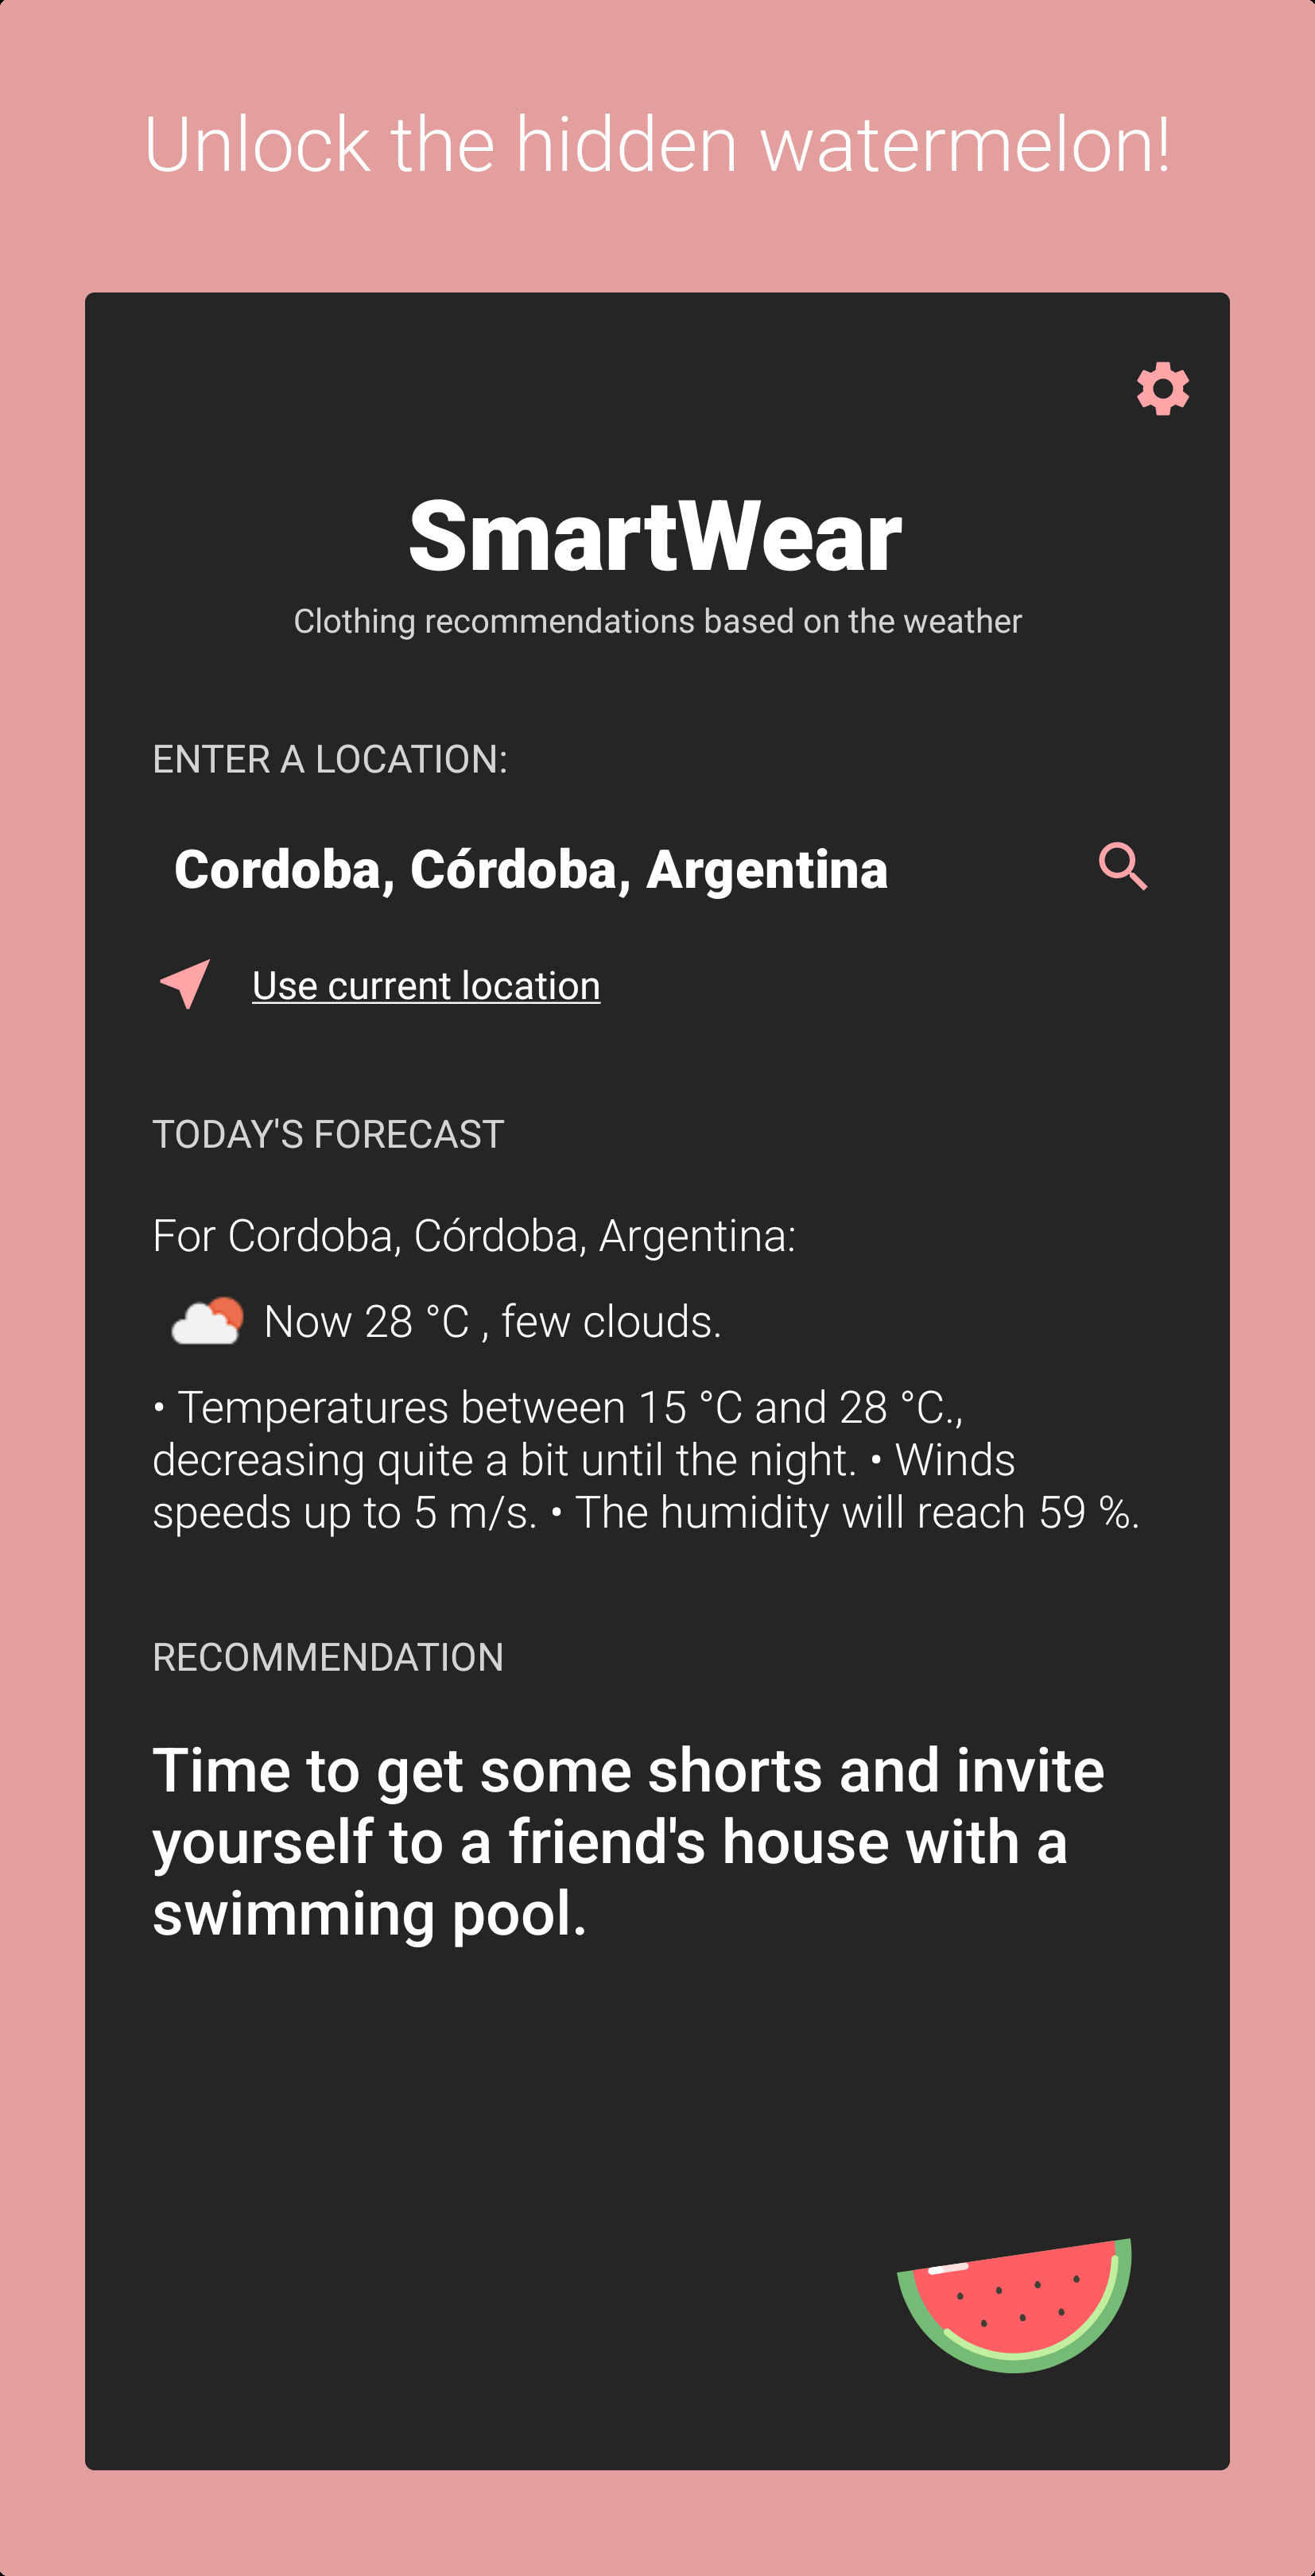 Unlock the hidden watermelon!
SmartWear
Clothing recommendations based on the weather
ENTER A LOCATION:
Cordoba, Córdoba, Argentina
Use current location
TODAY'S FORECAST
For Cordoba, Córdoba, Argentina:
Now 28 °C , few clouds.
• Temperatures between 15 °C and 28 °C.,
decreasing quite a bit until the night. • Winds
speeds up to 5 m/s. • The humidity will reach 59 %.
RECOMMENDATION
Time to get some shorts and invite
yourself to a friend's house with a
swimming pool.